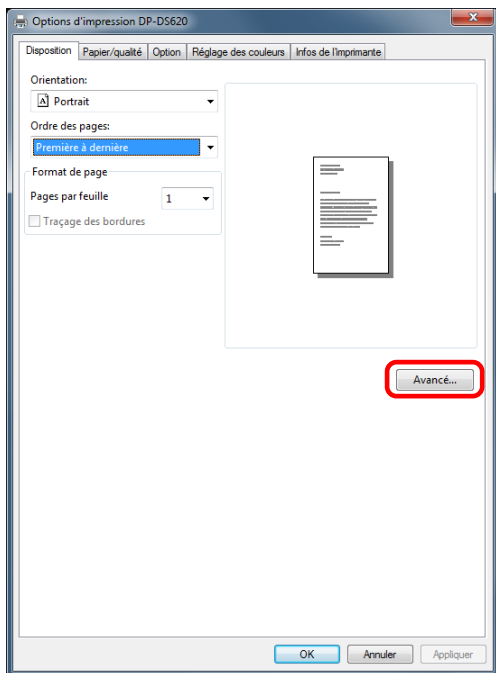 Options d'impression DP-DS620
Disposition Papier/qualité Option Réglage des couleurs Infos de l'imprimante
Orientation:
A Portrait
Ordre des pages:
Première à dernière
Format de page
Pages par feuille 1
Traçage des bordures
Avancé...
OK Annuler Appliquer